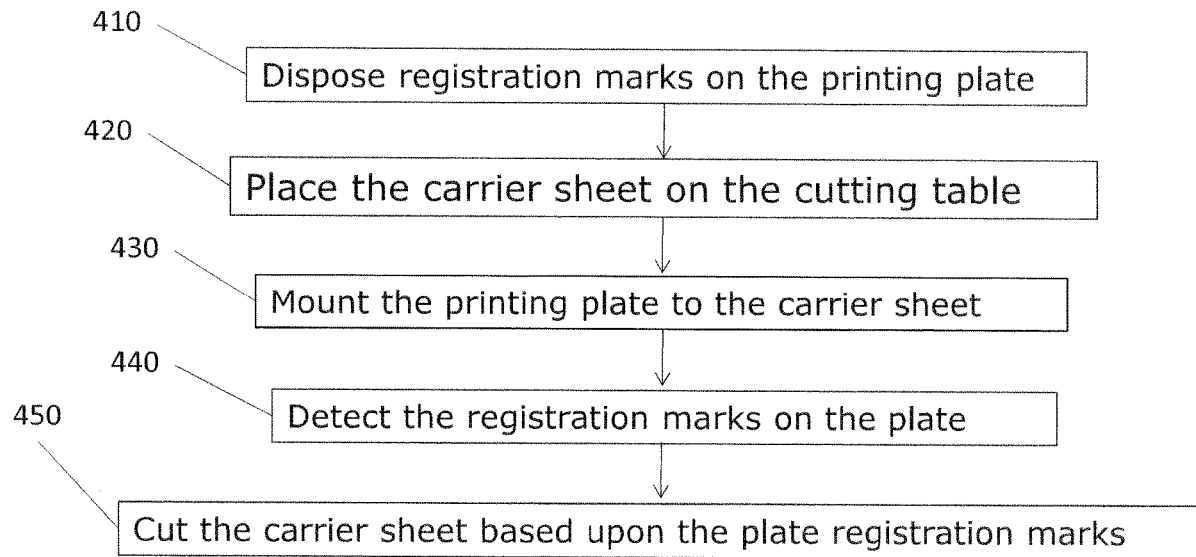 410
Dispose registration marks on the printing plate
420
Place the carrier sheet on the cutting table
430
Mount the printing plate to the carrier sheet
440
Detect the registration marks on the plate
450
Cut the carrier sheet based upon the plate registration marks